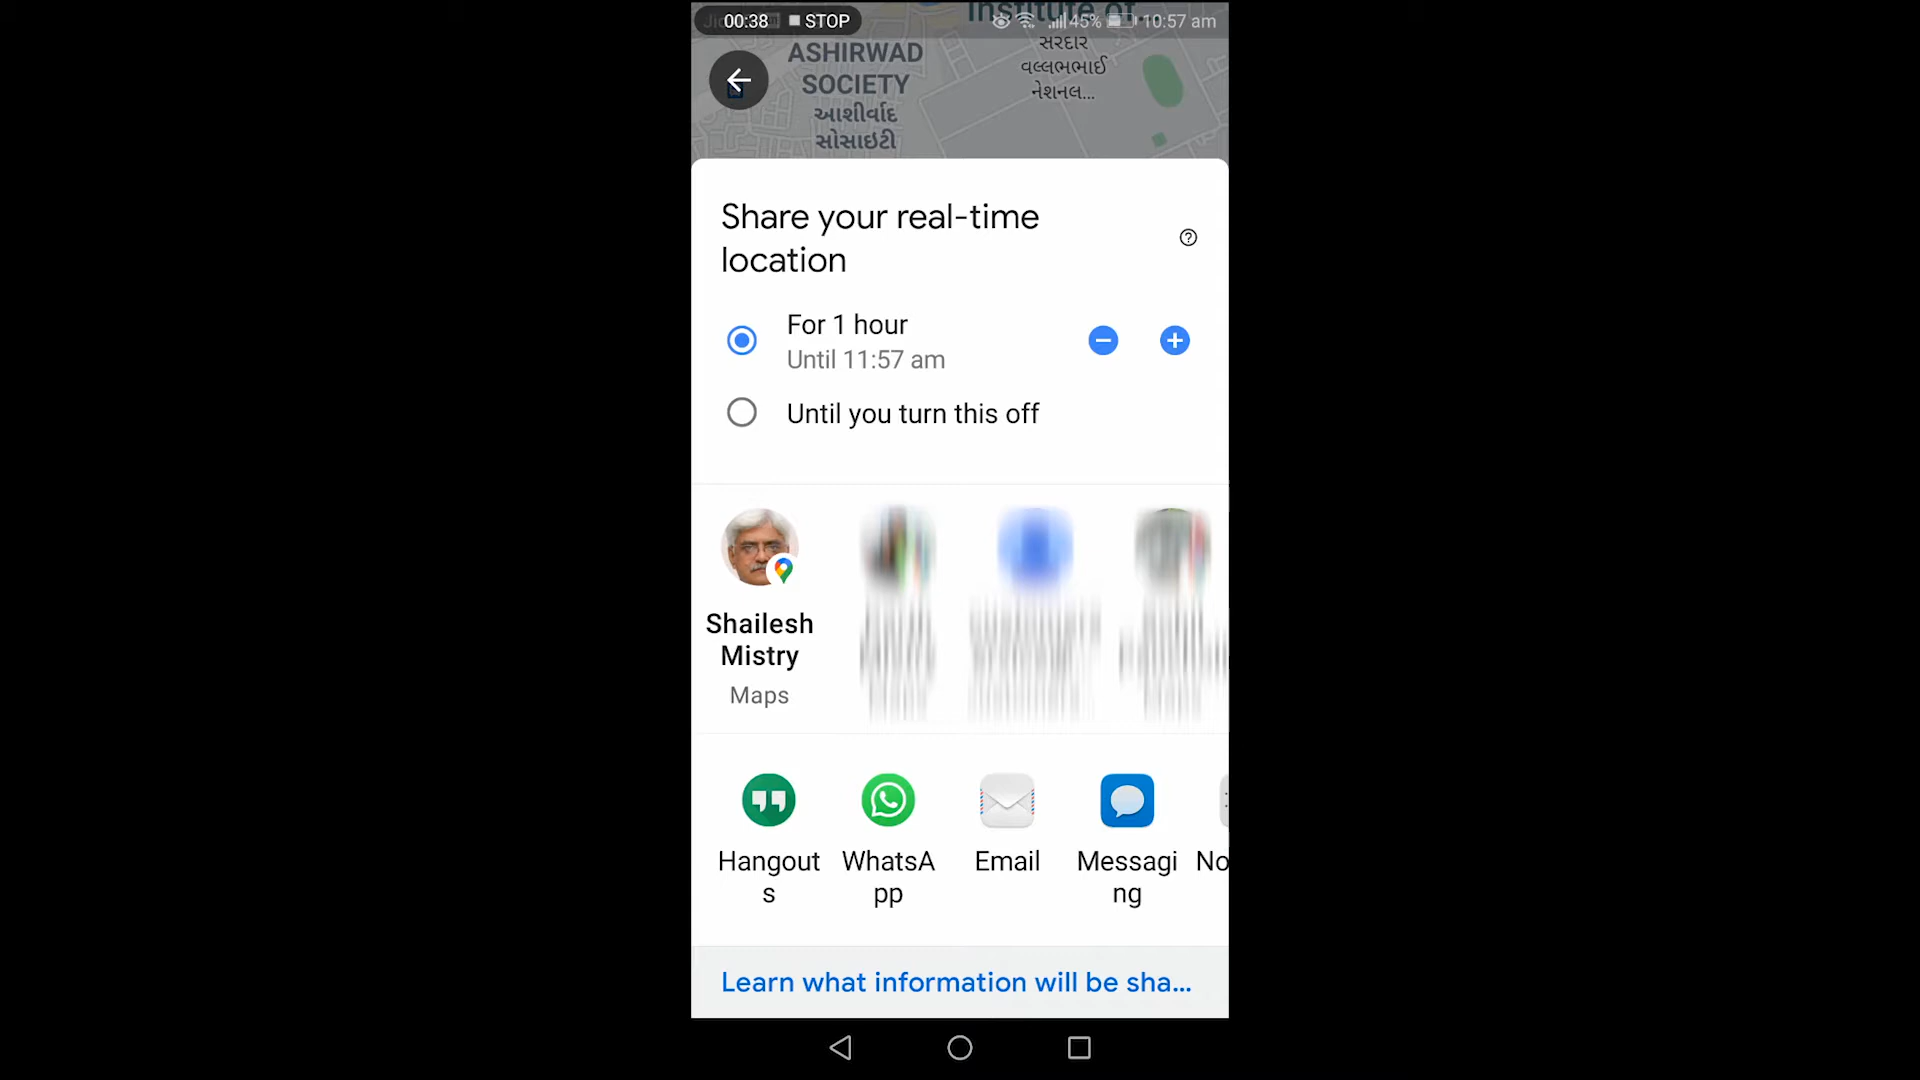 00:38 STOP
45% 10:57 am
Institute of
ASHIRWAD
SOCIETY
આશીર્વાદ
સોસાઇટી
સરદાર
વલ્લભભાઈ
નેશનલ...
Share your real-time
location
For 1 hour
Until 11:57 am
Until you turn this off
Shailesh
Mistry
Maps
Hangout
s
WhatsA
pp
Email
Messagi
ng
No
Learn what information will be sha...